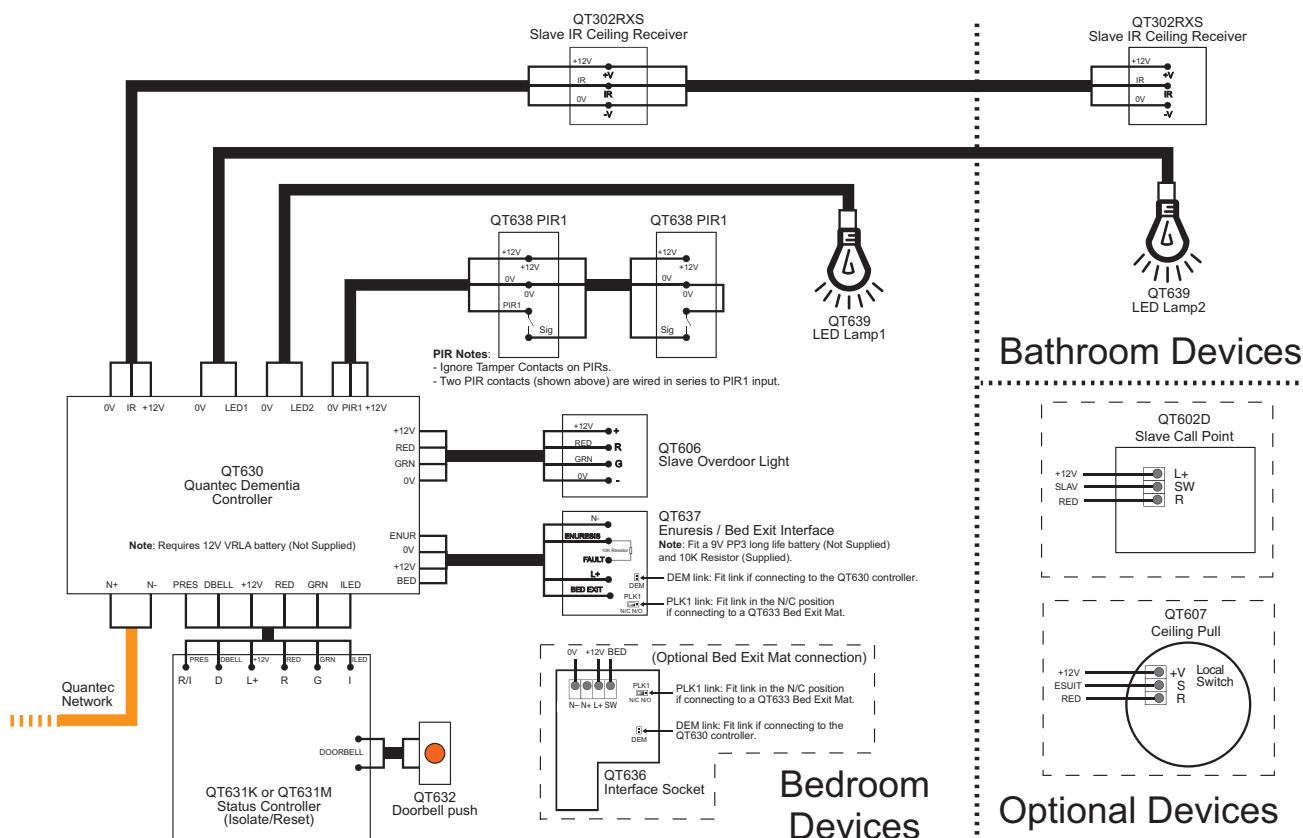 QT302RXS
Slave IR Ceiling Receiver
+12V
+V
IR
IR
0V
-V
QT302RXS
Slave IR Ceiling Receiver
+12V
+V
IR
IR
0V
-V
QT638 PIR1
+12V
+12V
0V
0V
PIR1
Sig
QT638 PIR1
+12V
+12V
0V
0V
Sig
QT639
LED Lamp1
QT639
LED Lamp2
PIR Notes:
- Ignore Tamper Contacts on PIRs.
- Two PIR contacts (shown above) are wired in series to PIR1 input.
Bathroom Devices
0V IR +12V 0V LED1 0V LED2 0V PIR1 +12V
+12V
RED
GRN
0V
QT630
Quantec Dementia
Controller
Note: Requires 12V VRLA battery (Not Supplied)
ENUR
0V
+12V
BED
N+ N- PRES DBELL +12V RED GRN ILED
+12V +
RED R
GRN G
0V -
QT606
Slave Overdoor Light
N-
ENURESIS
10K Resistor
FAULT
L+
DEM
BED EXIT
PLK1
N/C N/O
QT637
Enuresis / Bed Exit Interface
Note: Fit a 9V PP3 long life battery (Not Supplied)
and 10K Resistor (Supplied).
DEM link: Fit link if connecting to the QT630 controller.
PLK1 link: Fit link in the N/C position
if connecting to a QT633 Bed Exit Mat.
QT602D
Slave Call Point
+12V L+
SLAV SW
RED R
QT607
Ceiling Pull
+12V +V
ESUIT S
RED R
Local
Switch
Optional Devices
Quantec
Network
PRES DBELL +12V RED GRN ILED
R/I D L+ R G I
DOORBELL
QT631K or QT631M
Status Controller
(Isolate/Reset)
QT632
Doorbell push
0V +12V BED
(Optional Bed Exit Mat connection)
N– N+ L+ SW
PLK1
N/C N/O
PLK1 link: Fit link in the N/C position
if connecting to a QT633 Bed Exit Mat.
DEM
DEM link: Fit link if connecting to the
QT630 controller.
QT636
Interface Socket
Bedroom
Devices